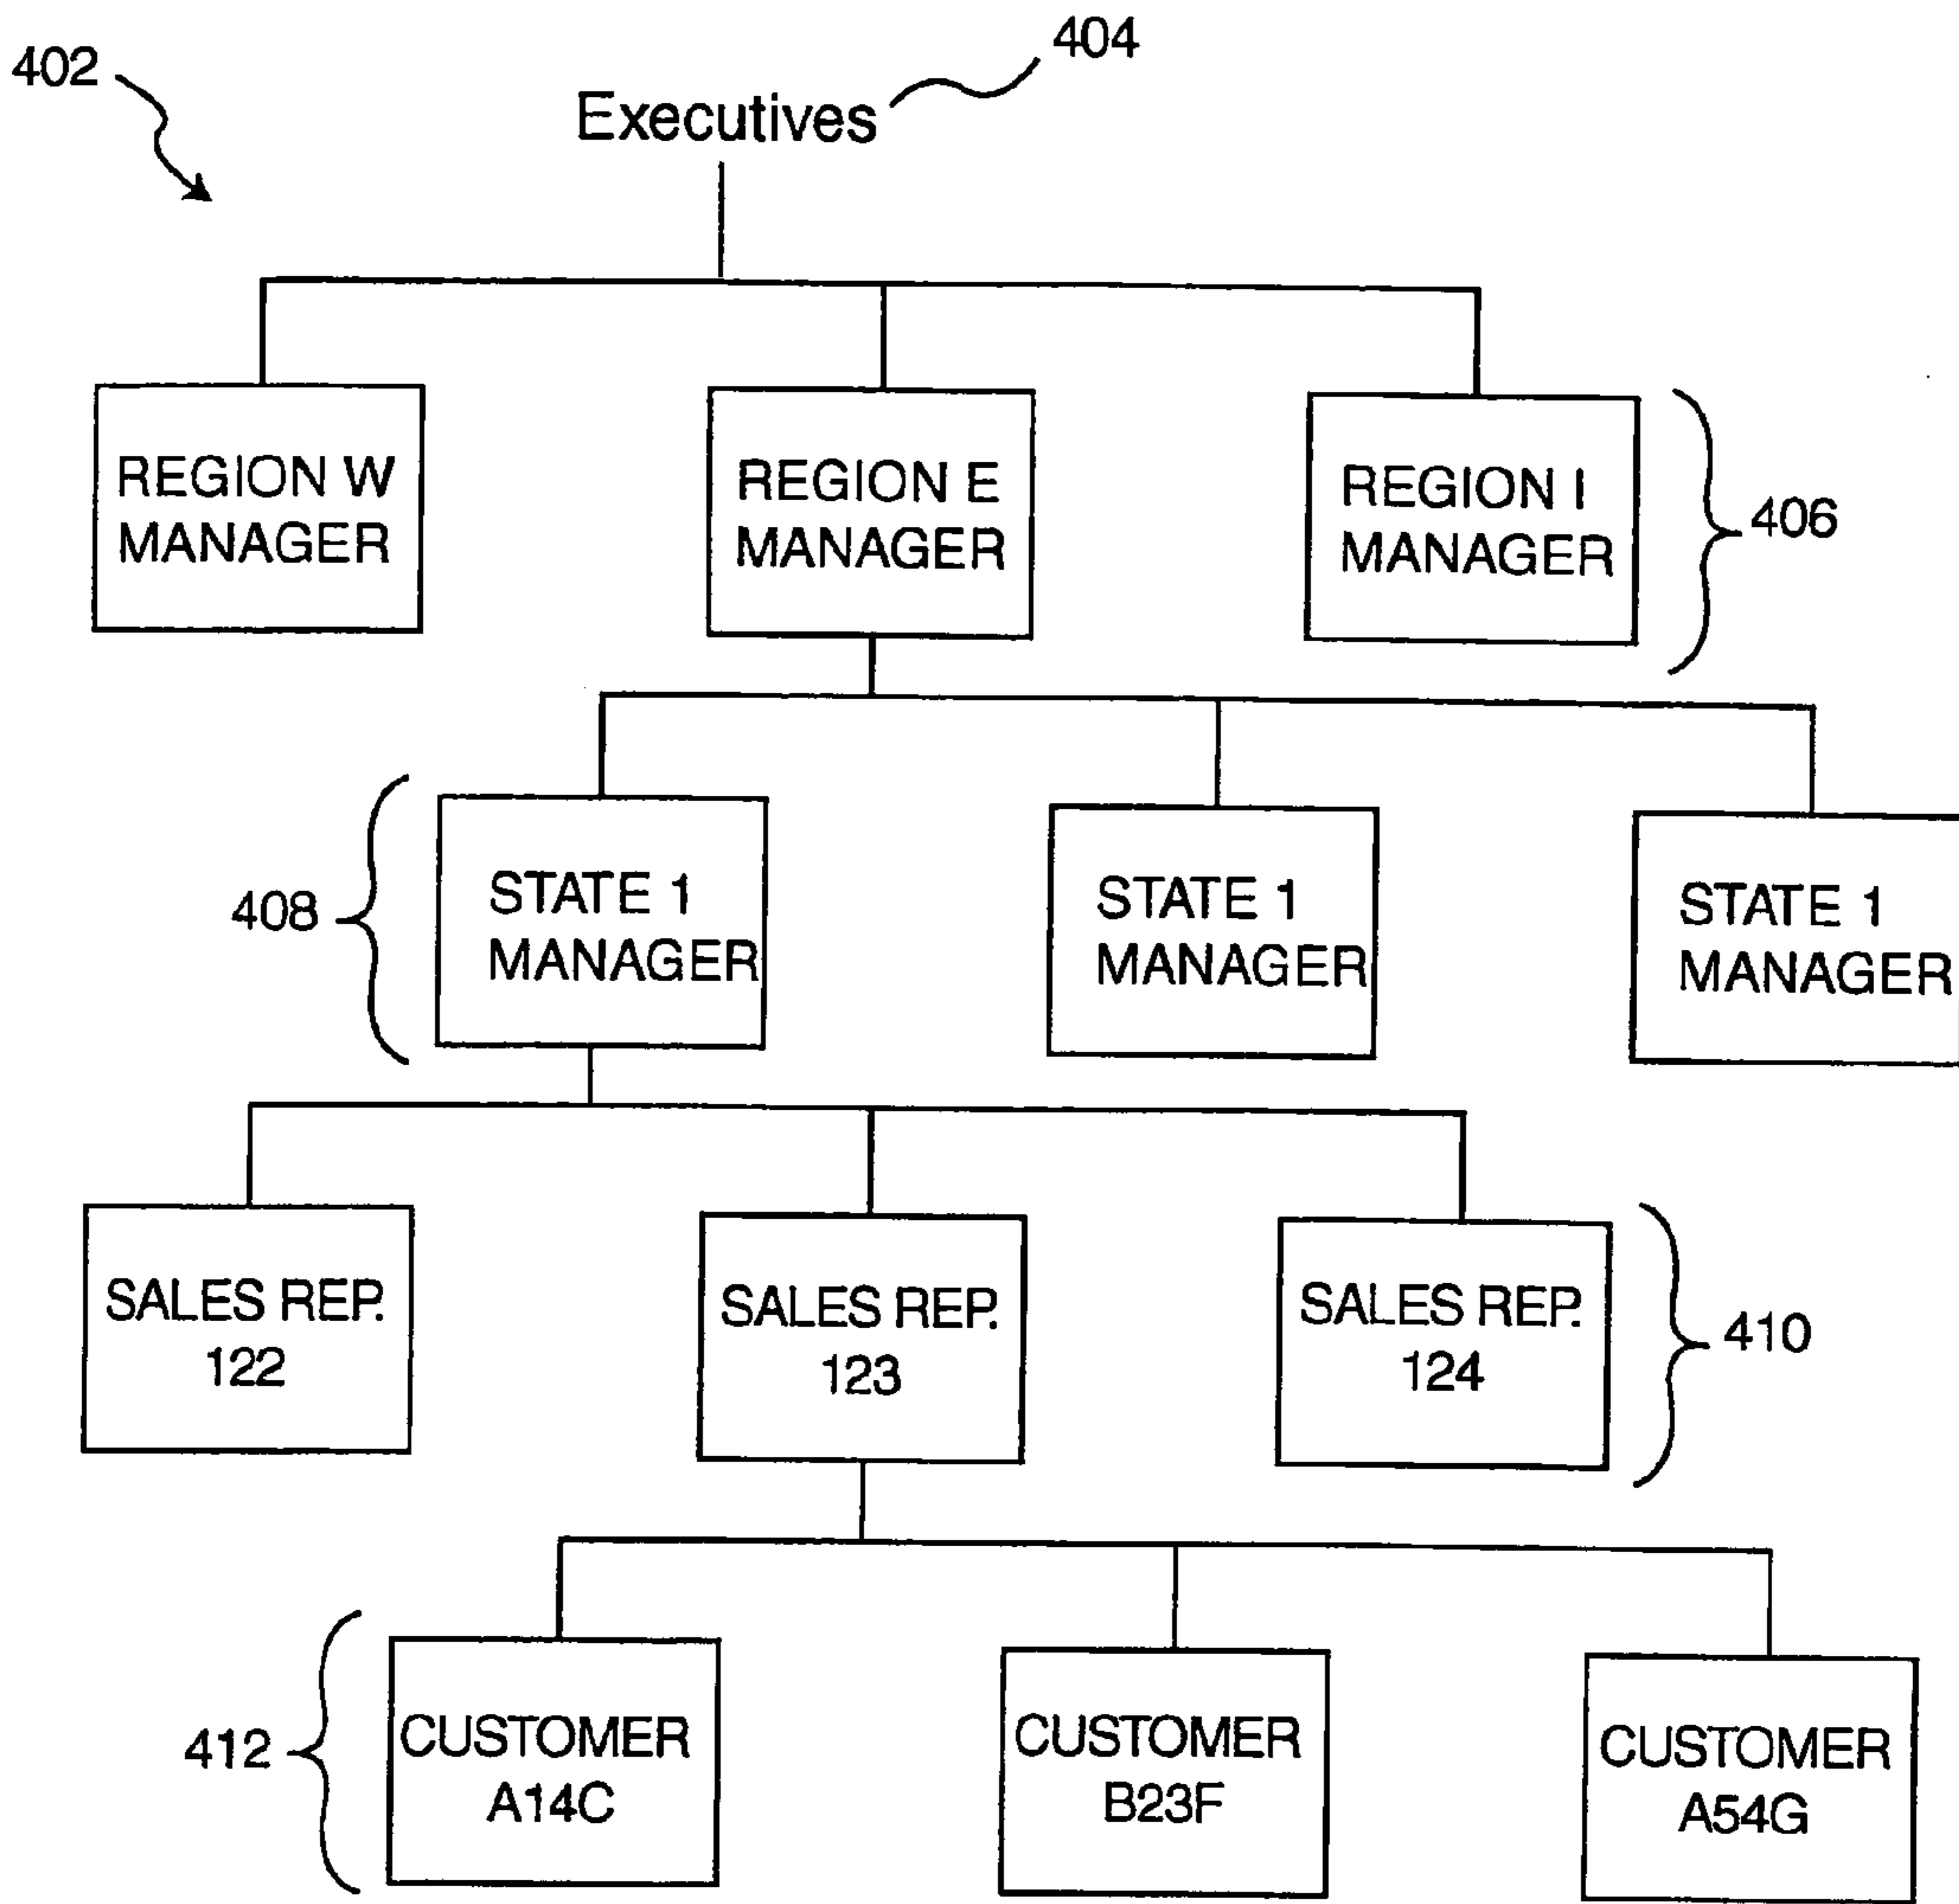 402
404
Executives
REGION W
MANAGER
REGION E
MANAGER
REGION I
MANAGER
406
408
STATE 1
MANAGER
STATE 1
MANAGER
STATE 1
MANAGER
SALES REP.
122
SALES REP.
123
SALES REP.
124
410
412
CUSTOMER
A14C
CUSTOMER
B23F
CUSTOMER
A54G